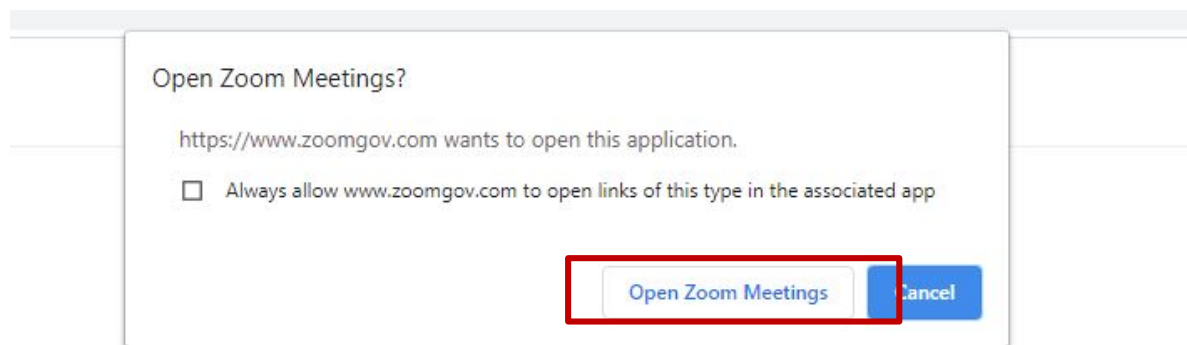 Open Zoom Meetings?
https://www.zoomgov.com wants to open this application.
Always allow www.zoomgov.com to open links of this type in the associated app
Open Zoom Meetings
Cancel